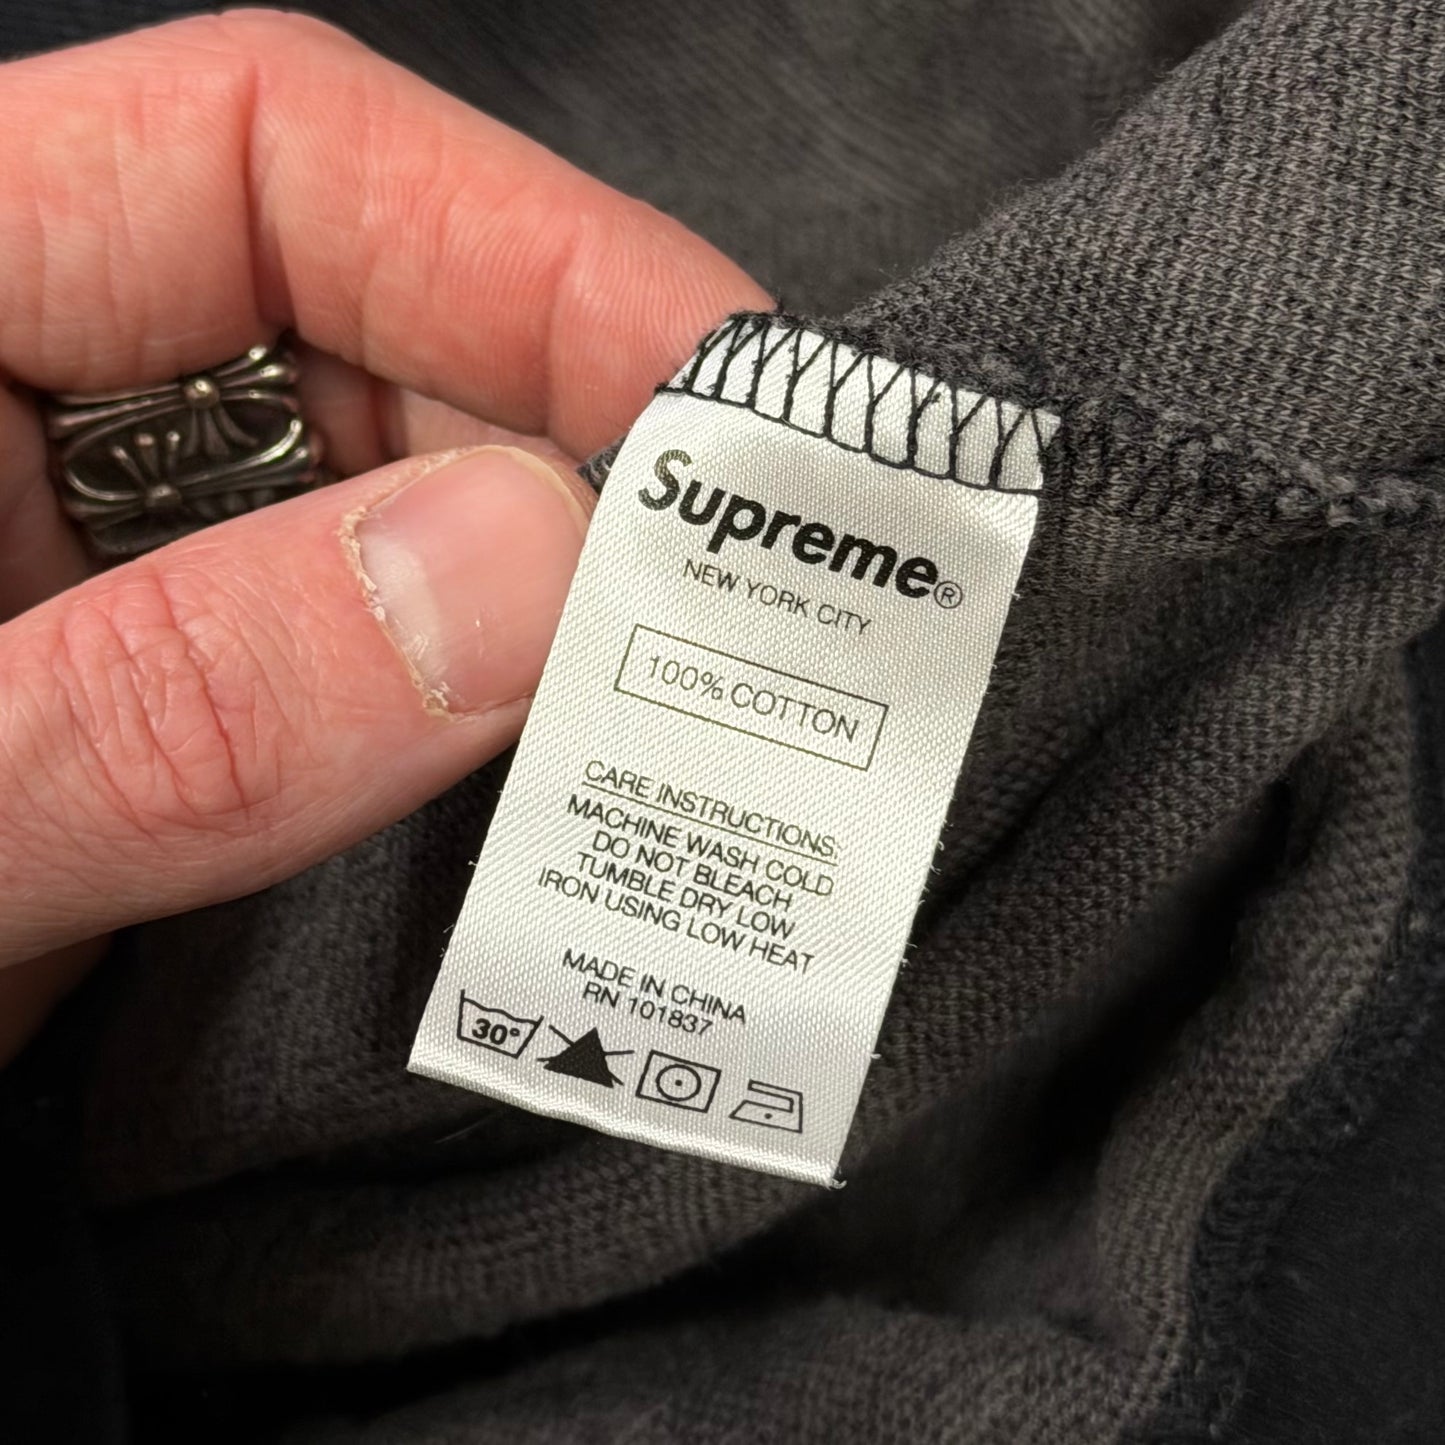 Supreme®
NEW YORK CITY
100% COTTON
CARE INSTRUCTIONS:
MACHINE WASH COLD
DO NOT BLEACH
TUMBLE DRY LOW
IRON USING LOW HEAT
MADE IN CHINA
RN 101837
30°